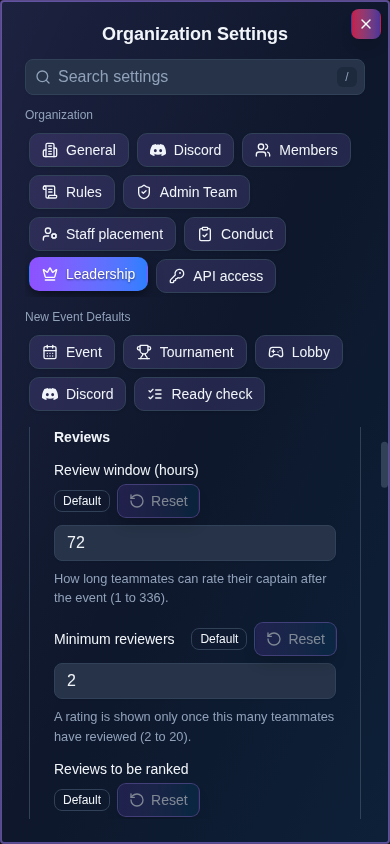 Organization Settings
Search settings /
Organization
General Discord Members
Rules Admin Team
Staff placement Conduct
Leadership API access
New Event Defaults
Event Tournament Lobby
Discord Ready check
Reviews
Review window (hours)
Default Reset
72
How long teammates can rate their captain after
the event (1 to 336).
Minimum reviewers Default Reset
2
A rating is shown only once this many teammates
have reviewed (2 to 20).
Reviews to be ranked
Default Reset